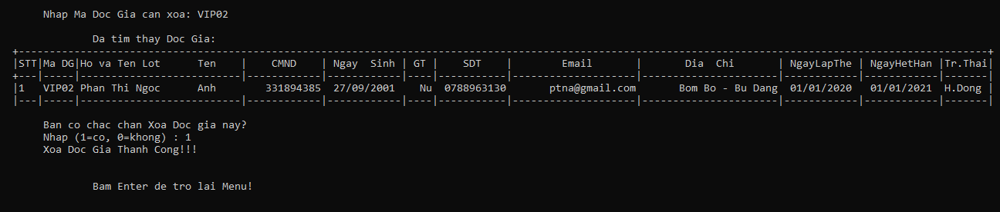 Nhap Ma Doc Gia can xoa: VIP02
Da tim thay Doc Gia:
|STT|Ma DG|Ho va Ten Lot Ten | CMND | Ngay Sinh | GT | SDT | Email | Dia Chi | NgayLapThe | NgayHetHan |Tr.Thai|
|1 VIP02 Phan Thi Ngoc Anh 331894385 27/09/2001 Nu 0788963130 ptna@gmail.com Bom Bo - Bu Dang 01/01/2020 01/01/2021 H.Dong |
Ban co chac chan Xoa Doc gia nay?
Nhap (1=co, 0=khong) : 1
Xoa Doc Gia Thanh Cong!!!
Bam Enter de tro lai Menu!